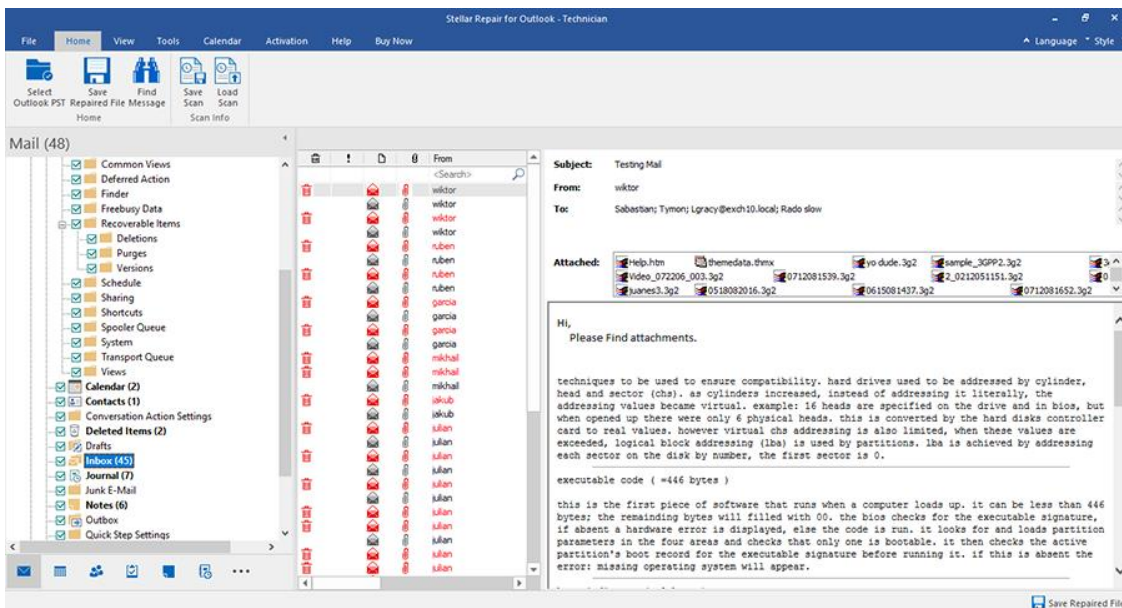 Stellar Repair for Outlook - Technician
File Home View Tools Calendar Activation Help Buy Now Language Style
Select Outlook PST
Save Repaired File
Find Message
Save Scan
Load Scan
Home
Scan Info
Mail (48)
Common Views
Deferred Action
Finder
Freebusy Data
Recoverable Items
Deletions
Purges
Versions
Schedule
Sharing
Shortcuts
Spooler Queue
System
Transport Queue
Views
Calendar (2)
Contacts (1)
Conversation Action Settings
Deleted Items (2)
Drafts
Inbox (45)
Journal (7)
Junk E-Mail
Notes (6)
Outbox
Quick Step Settings
From
<Search>
wiktor
wiktor
wiktor
wiktor
ruben
ruben
ruben
ruben
garcia
garcia
garcia
garcia
mikhail
mikhail
mikhail
jakub
jakub
julian
julian
julian
julian
julian
julian
julian
julian
julian
julian
julian
Subject: Testing Mail
From: wiktor
To: Sabastian; Tymon; Lgracy@exch10.local; Rado slow
Attached: Help.htm themedata.thmx yo dude.3g2 sample_3GPP2.3g2
Video_072206_003.3g2 0712081539.3g2 2_0212051151.3g2
juanes3.3g2 0518082016.3g2 0615081437.3g2 0712081652.3g2
Hi,
Please Find attachments.
techniques to be used to ensure compatibility. hard drives used to be addressed by cylinder,
head and sector (chs). as cylinders increased, instead of addressing it literally, the
addressing values became virtual. example: 16 heads are specified on the drive and in bios, but
when opened up there were only 6 physical heads. this is converted by the hard disks controller
card to real values. however virtual chs addressing is also limited, when these values are
exceeded, logical block addressing (lba) is used by partitions. lba is achieved by addressing
each sector on the disk by number, the first sector is 0.
executable code ( =446 bytes )
this is the first piece of software that runs when a computer loads up. it can be less than 446
bytes; the remainding bytes will filled with 00. the bios checks for the executable signature,
if absent a hardware error is displayed, else the code is run. it looks for and loads partition
parameters in the four areas and checks that only one is bootable. it then checks the active
partition's boot record for the executable signature before running it. if this is absent the
error: missing operating system will appear.
Save Repaired File